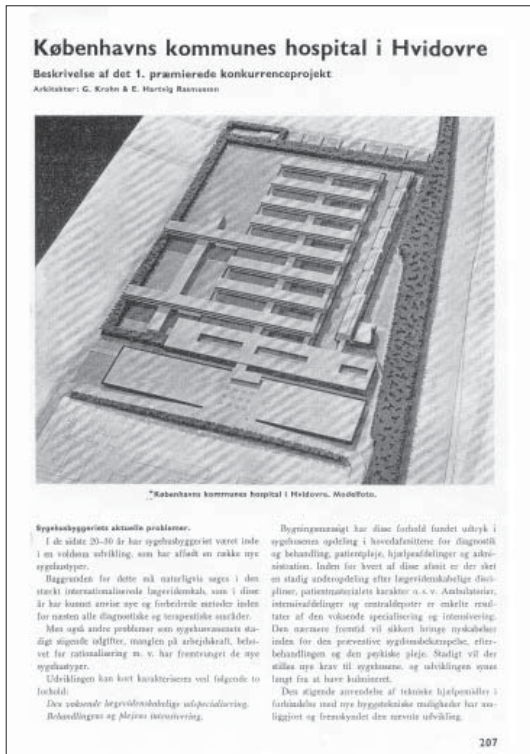 Københavns kommunes hospital i Hvidovre
Beskrivelse af det 1. præmierede konkurrenceprojekt
Arkitekter: G. Krohn & E. Hartvig Rasmussen
Københavns kommunes hospital i Hvidovre. Modelfoto.
Sygehusbyggeriets aktuelle problemer.
I de sidste 20-30 år har sygehusbyggeriet været inde
i en voldsom udvikling, som har affødt en række nye
sygehustyper.
Baggrunden for dette må naturligvis søges i den
stærkt internationaliserede lægevidenskab, som i disse
år har kunnet anvise nye og forbedrede metoder inden
for næsten alle diagnostiske og terapeutiske områder.
Men også andre problemer som sygehusvæsenets sta-
digt stigende udgifter, manglen på arbejdskraft, beho-
vet for rationalisering m. v. har fremtvunget de nye
sygehustyper.
Udviklingen kan kort karakteriseres ved følgende to
forhold:
Den voksende lægevidenskabelige udspecialisering.
Behandlingens og plejens intensivering.
Bygningsmæssigt har disse forhold fundet udtryk i
sygehusenes opdeling i hovedafsnittene for diagnostik
og behandling, patientpleje, hjælpeafdelinger og admi-
nistration. Inden for hvert af disse afsnit er der sket
en stadig underopdeling efter lægevidenskabelige disci-
pliner, patientmaterialets karakter o. s. v. Ambulatorier,
intensivafdelinger og centraldepoter er enkelte resul-
tater af den voksende specialisering og intensivering.
Den nærmere fremtid vil sikkert bringe nyskabelser
inden for den præventive sygdomsbekæmpelse, efter-
behandlingen og den psykiske pleje. Stadig vil der
stilles nye krav til sygehusene, og udviklingen synes
langt fra at have kulmineret.
Den stigende anvendelse af tekniske hjælpemidler i
forbindelse med nye byggetekniske muligheder har mu-
liggjort og fremskyndet den nævnte udvikling.
207